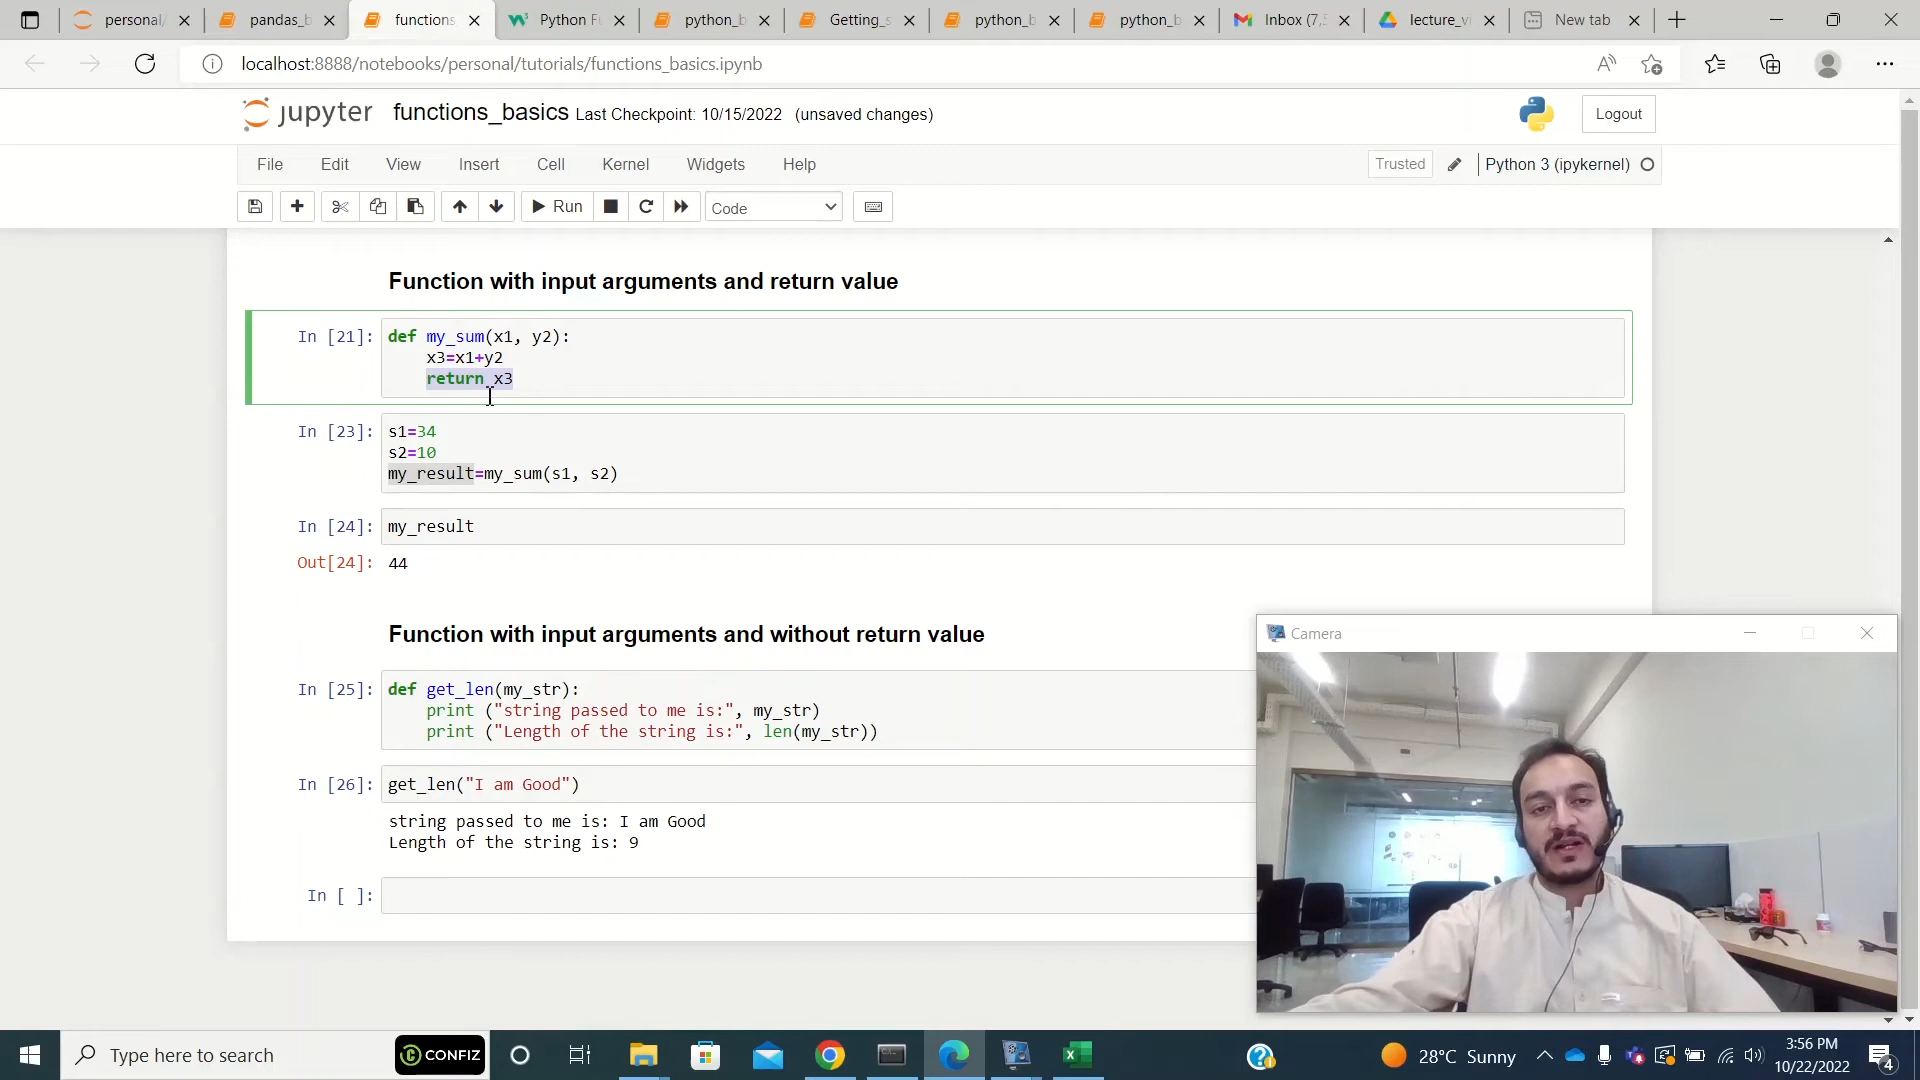 personal/
pandas_b
functions
Python Fu
python_b
Getting_s
python_b
python_b
Inbox (7,5
lecture_vi
New tab
localhost:8888/notebooks/personal/tutorials/functions_basics.ipynb
jupyter functions_basics Last Checkpoint: 10/15/2022 (unsaved changes)
Logout
File Edit View Insert Cell Kernel Widgets Help
Trusted
Python 3 (ipykernel)
Run
Code
Function with input arguments and return value
In [21]: def my_sum(x1, y2):
x3=x1+y2
return x3
In [23]: s1=34
s2=10
my_result=my_sum(s1, s2)
In [24]: my_result
Out[24]: 44
Function with input arguments and without return value
In [25]: def get_len(my_str):
print ("string passed to me is:", my_str)
print ("Length of the string is:", len(my_str))
In [26]: get_len("I am Good")
string passed to me is: I am Good
Length of the string is: 9
In [ ]:
Camera
Type here to search
CONFIZ
28°C Sunny
3:56 PM
10/22/2022
4